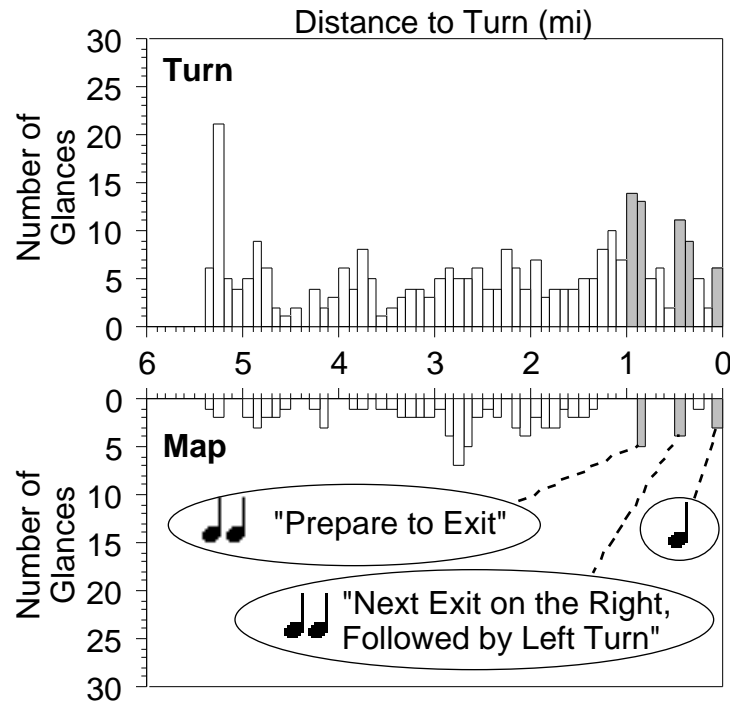 Distance to Turn (mi)
30
25
20
15
10
5
0
Number of
Glances
Turn
6 5 4 3 2 1 0
0
5
10
15
20
25
30
Number of
Glances
Map
"Prepare to Exit"
"Next Exit on the Right,
Followed by Left Turn"